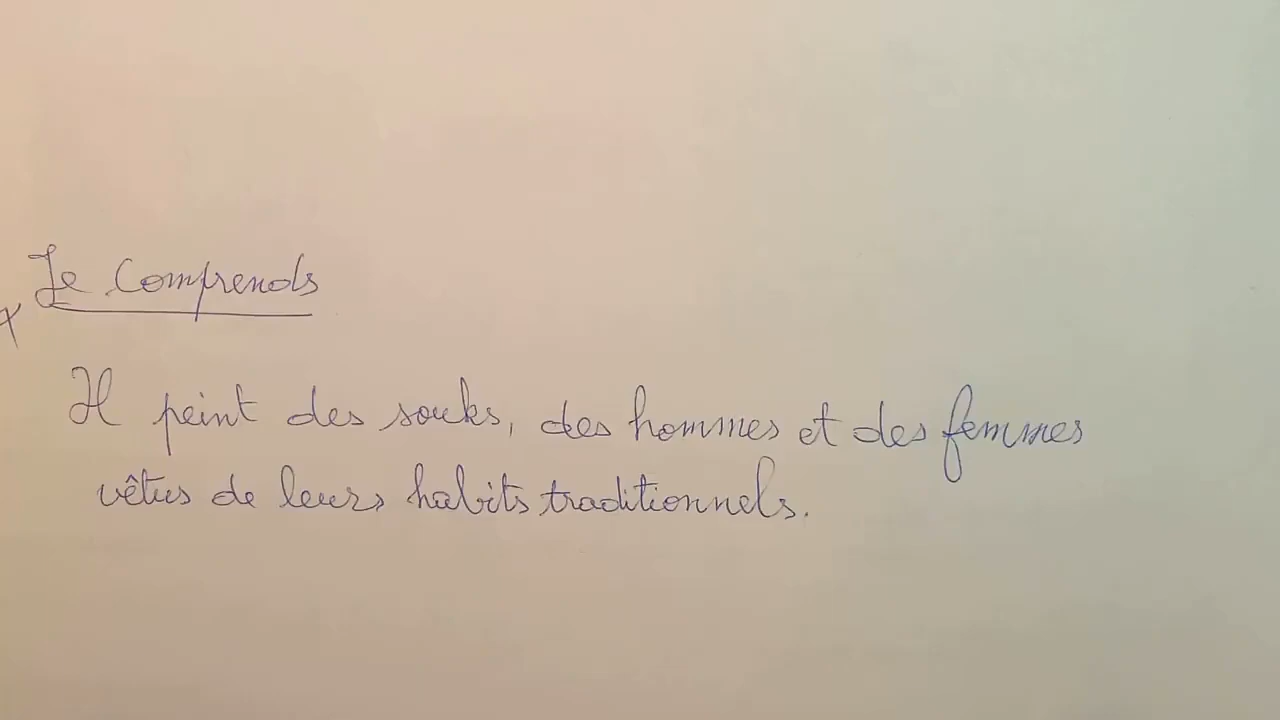 Je Comprends
x
Il peint des souks, des hommes et des femmes
vêtus de leurs habits traditionnels.